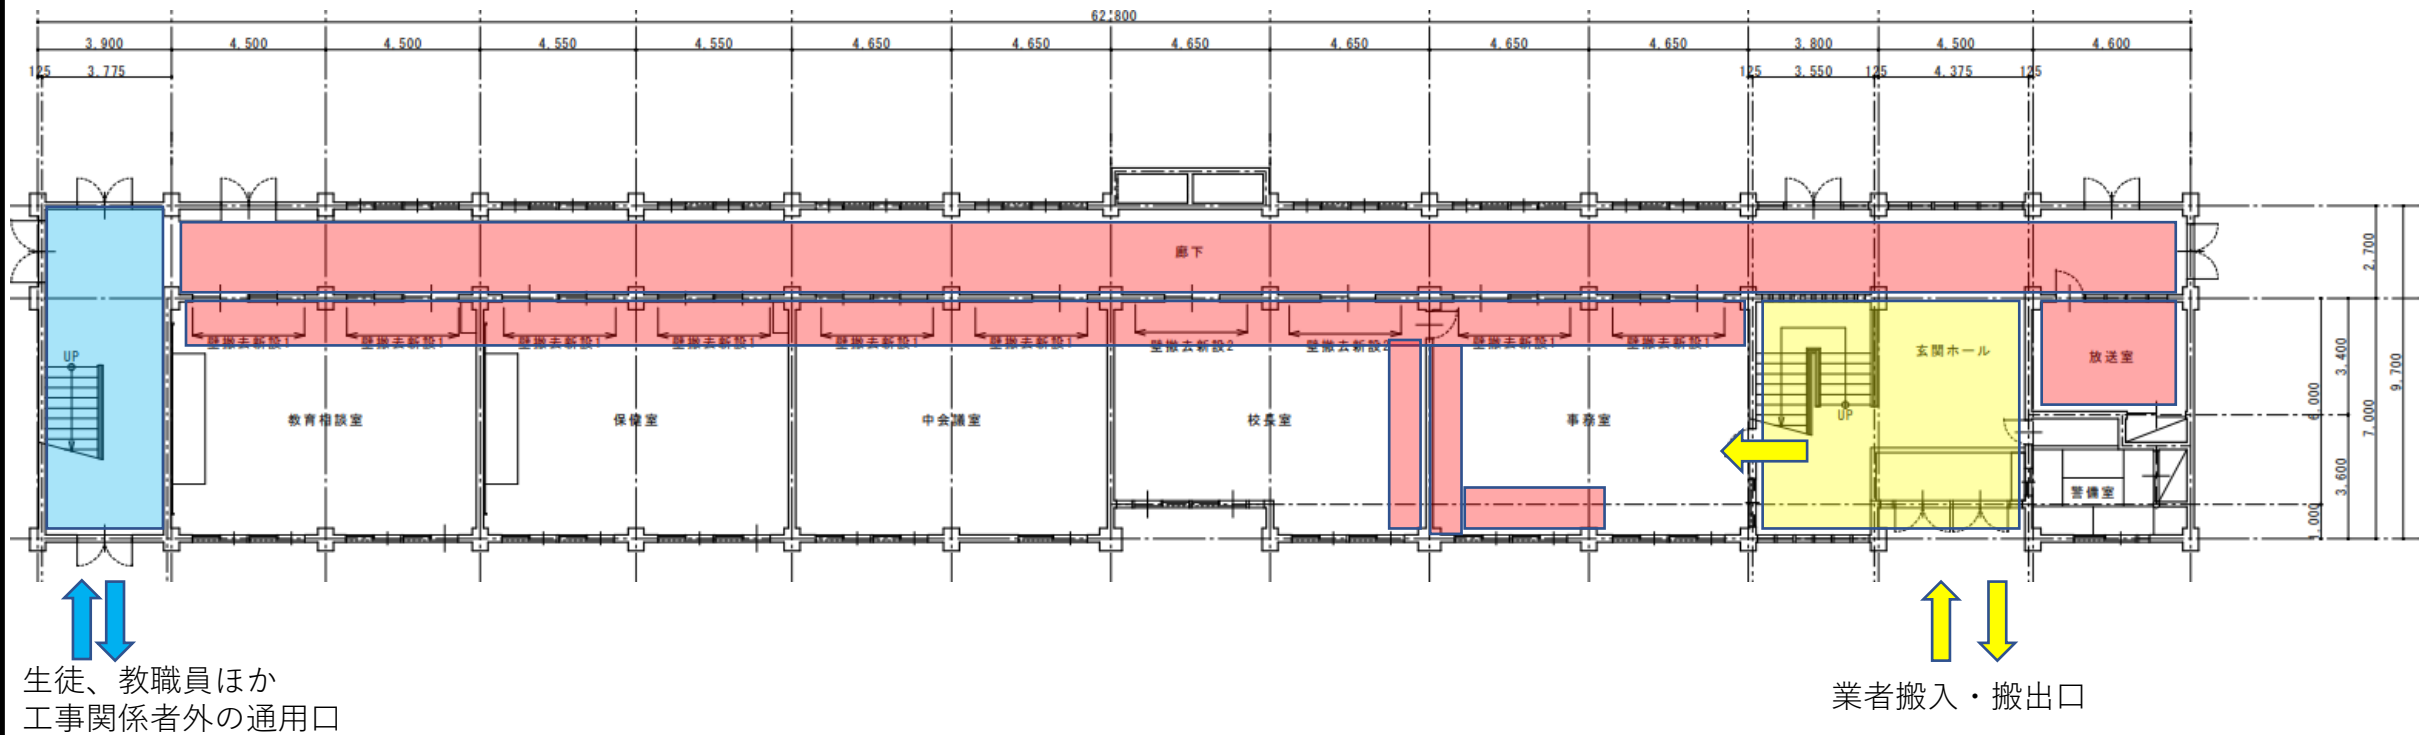 62.800
3.900 4.500 4.500 4.550 4.550 4.650 4.650 4.650 4.650 4.650 4.650 3.800 4.500 4.600
125 3.775 125 3.550 125 4.375 125
廊下
2.700
壁撤去新設1 壁撤去新設1 壁撤去新設1 壁撤去新設1 壁撤去新設1 壁撤去新設1 壁撤去新設2 壁撤去新設2 壁撤去新設1 壁撤去新設1
UP
玄関ホール
放送室
3.400
9.700
教育相談室 保健室 中会議室 校長室 事務室
UP
6.000
7.000
警備室
3.600
1.000
生徒、教職員ほか
工事関係者外の通用口
業者搬入・搬出口